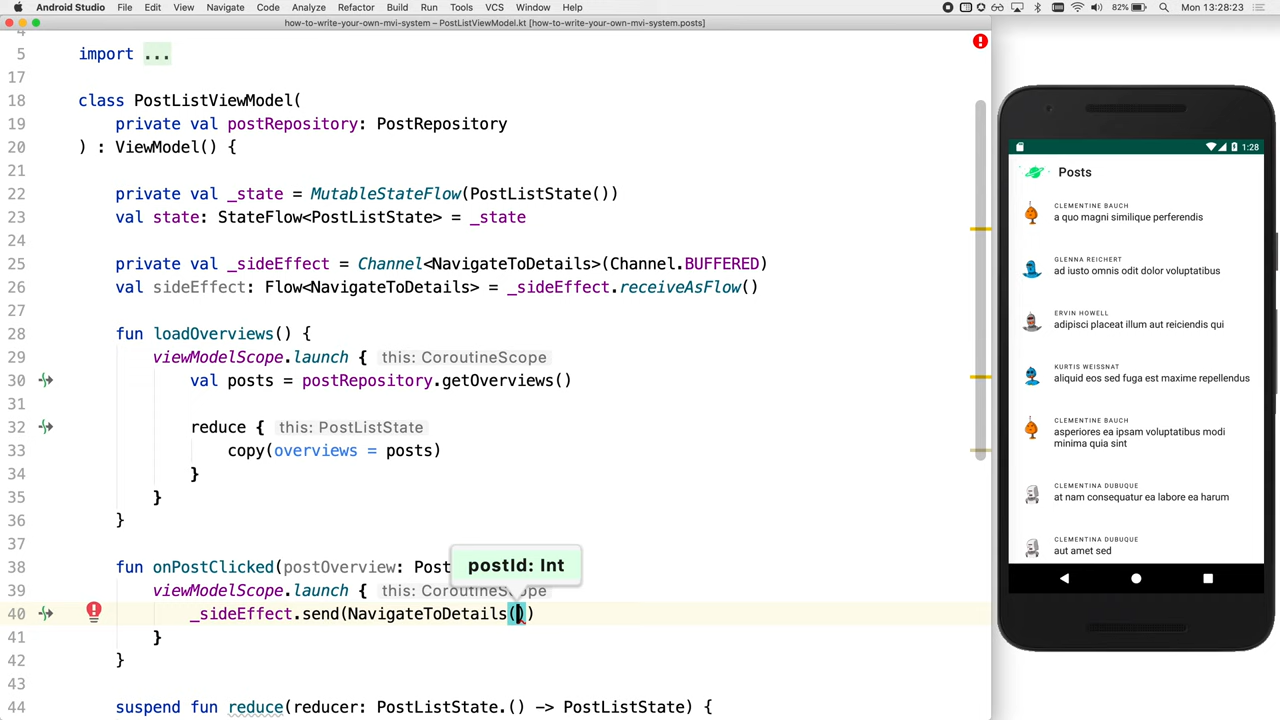 Android Studio File Edit View Navigate Code Analyze Refactor Build Run Tools VCS Window Help 82% Mon 13:28:23
how-to-write-your-own-mvi-system – PostListViewModel.kt [how-to-write-your-own-mvi-system.posts]
4
5 import ...
17
18 class PostListViewModel(
19 private val postRepository: PostRepository
20 ) : ViewModel() {
21
22 private val _state = MutableStateFlow(PostListState())
23 val state: StateFlow<PostListState> = _state
24
25 private val _sideEffect = Channel<NavigateToDetails>(Channel.BUFFERED)
26 val sideEffect: Flow<NavigateToDetails> = _sideEffect.receiveAsFlow()
27
28 fun loadOverviews() {
29 viewModelScope.launch { this: CoroutineScope
30 val posts = postRepository.getOverviews()
31
32 reduce { this: PostListState
33 copy(overviews = posts)
34 }
35 }
36 }
37
postId: Int
38 fun onPostClicked(postOverview: Post
39 viewModelScope.launch { this: CoroutineScope
40 _sideEffect.send(NavigateToDetails())
41 }
42 }
43
44 suspend fun reduce(reducer: PostListState.() -> PostListState) {
1:28
Posts
CLEMENTINE BAUCH
a quo magni similique perferendis
GLENNA REICHERT
ad iusto omnis odit dolor voluptatibus
ERVIN HOWELL
adipisci placeat illum aut reiciendis qui
KURTIS WEISSNAT
aliquid eos sed fuga est maxime repellendus
CLEMENTINE BAUCH
asperiores ea ipsam voluptatibus modi
minima quia sint
CLEMENTINA DUBUQUE
at nam consequatur ea labore ea harum
CLEMENTINA DUBUQUE
aut amet sed